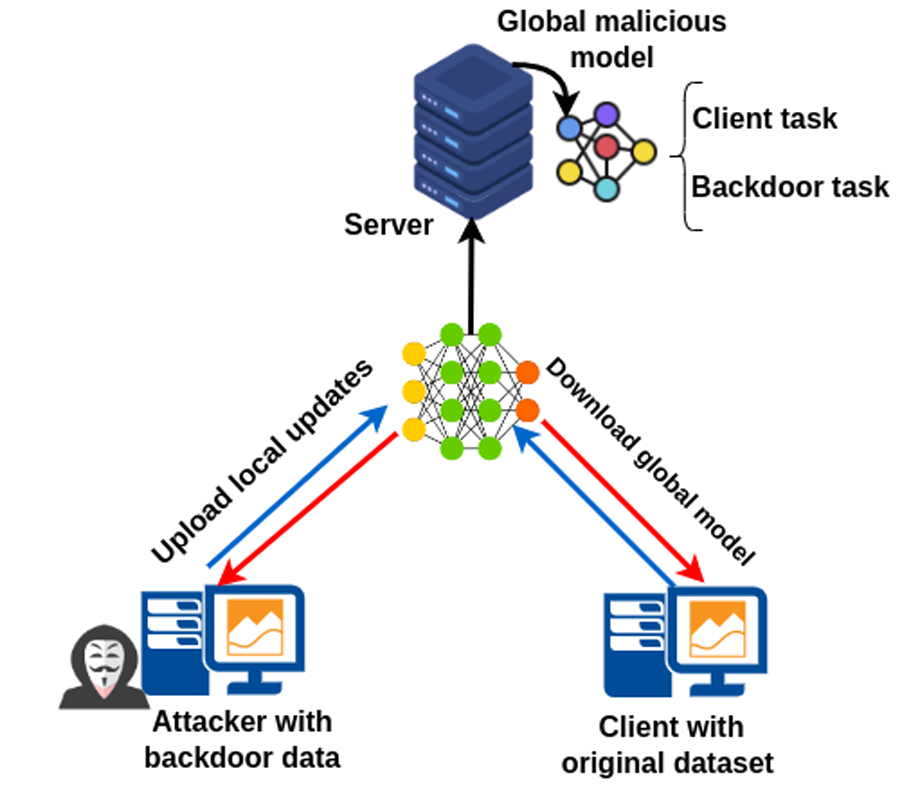 Global malicious
model
Client task
Backdoor task
Server
Upload local updates
Download global model
Attacker with
backdoor data
Client with
original dataset